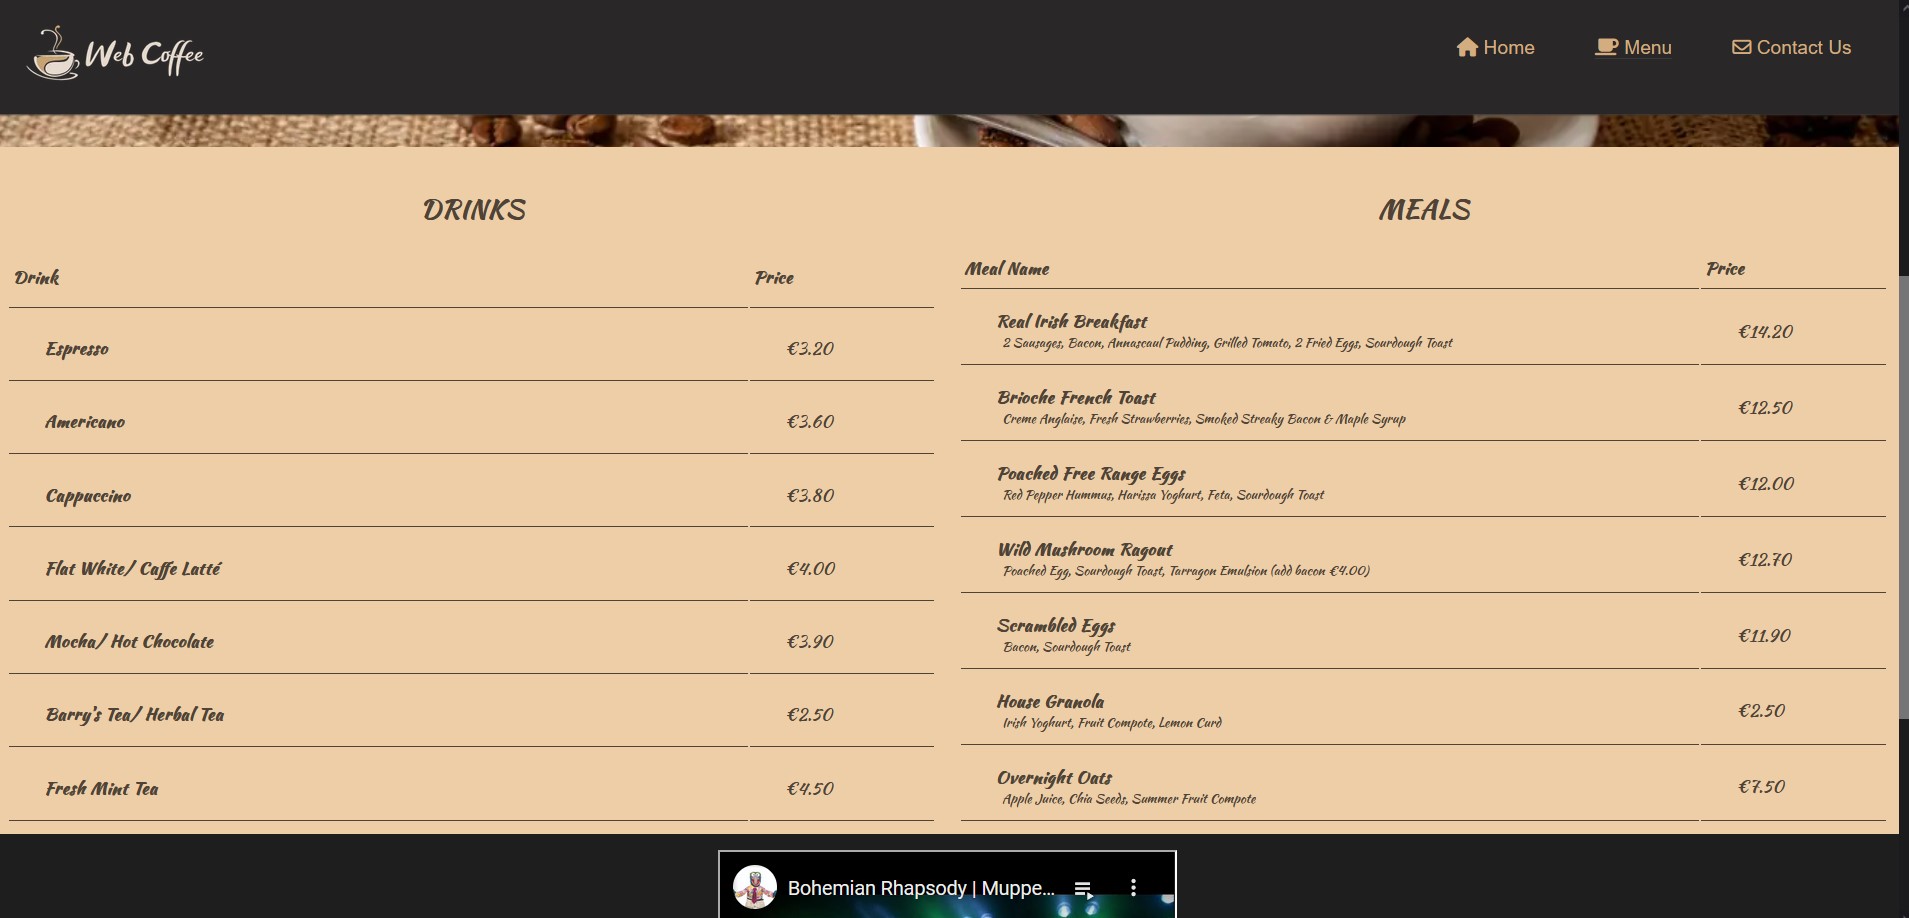 Web Coffee
Home
Menu
Contact Us
DRINKS
Drink Price
Espresso €3.20
Americano €3.60
Cappuccino €3.80
Flat White/ Caffe Latté €4.00
Mocha/ Hot Chocolate €3.90
Barry's Tea/ Herbal Tea €2.50
Fresh Mint Tea €4.50
MEALS
Meal Name Price
Real Irish Breakfast €14.20
2 Sausages, Bacon, Annascaul Pudding, Grilled Tomato, 2 Fried Eggs, Sourdough Toast
Brioche French Toast €12.50
Creme Anglaise, Fresh Strawberries, Smoked Streaky Bacon & Maple Syrup
Poached Free Range Eggs €12.00
Red Pepper Hummus, Harissa Yoghurt, Feta, Sourdough Toast
Wild Mushroom Ragout €12.70
Poached Egg, Sourdough Toast, Tarragon Emulsion (add bacon €4.00)
Scrambled Eggs €11.90
Bacon, Sourdough Toast
House Granola €2.50
Irish Yoghurt, Fruit Compote, Lemon Curd
Overnight Oats €7.50
Apple Juice, Chia Seeds, Summer Fruit Compote
Bohemian Rhapsody | Muppe...